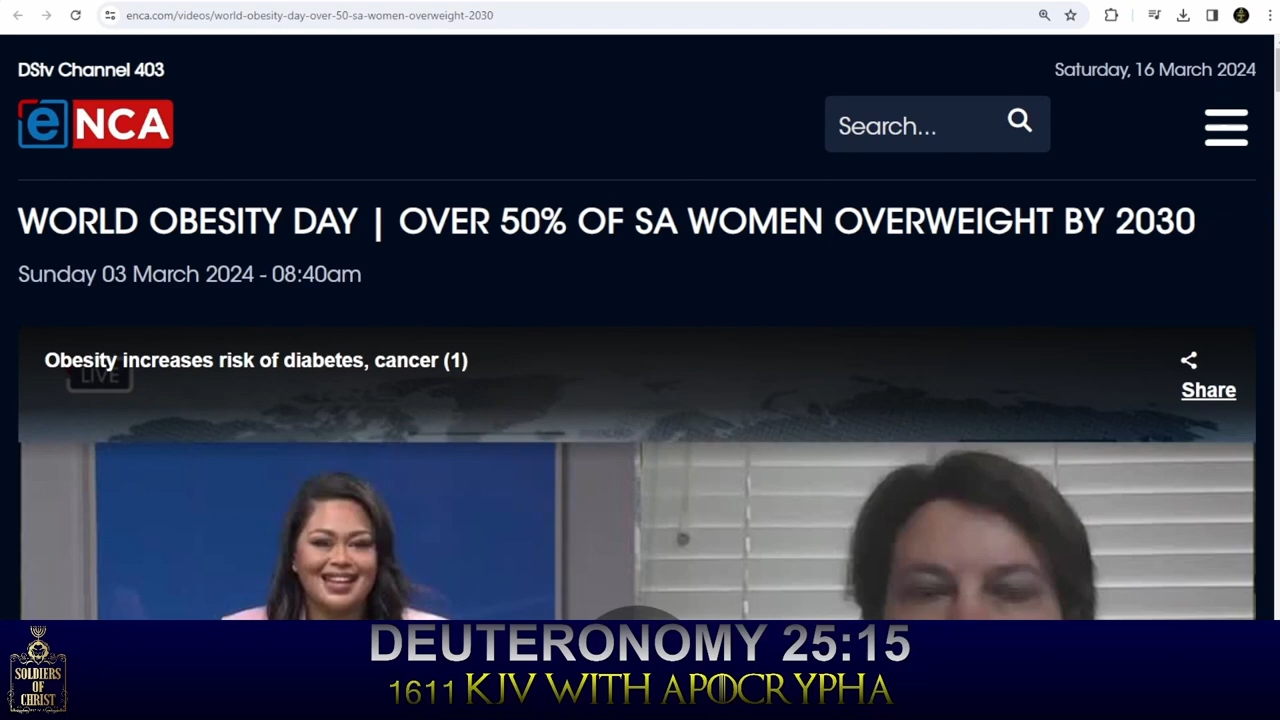 enca.com/videos/world-obesity-day-over-50-sa-women-overweight-2030
DStv Channel 403
Saturday, 16 March 2024
eNCA
Search...
WORLD OBESITY DAY | OVER 50% OF SA WOMEN OVERWEIGHT BY 2030
Sunday 03 March 2024 - 08:40am
Obesity increases risk of diabetes, cancer (1)
LIVE
Share
DEUTERONOMY 25:15
1611 KJV WITH APOCRYPHA
SOLDIERS
OF
CHRIST